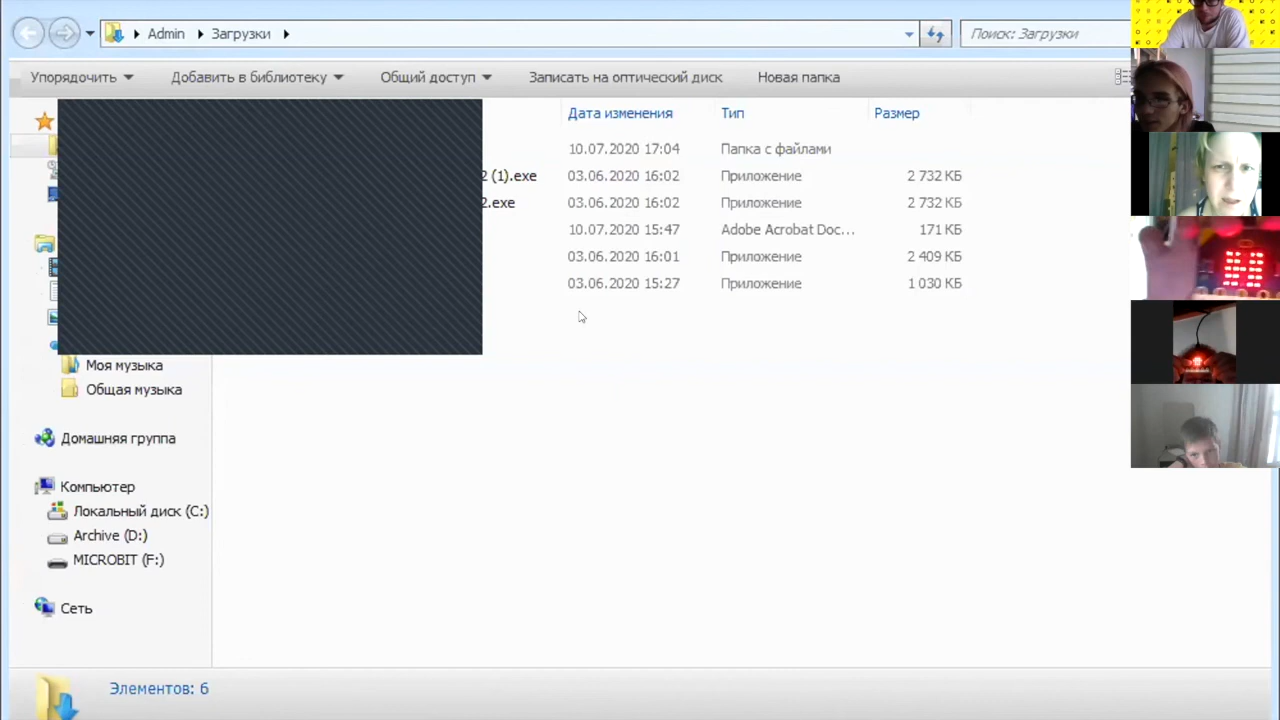 Admin Загрузки
Поиск: Загрузки
Упорядочить Добавить в библиотеку Общий доступ Записать на оптический диск Новая папка
Дата изменения Тип Размер
10.07.2020 17:04 Папка с файлами
2 (1).exe 03.06.2020 16:02 Приложение 2 732 КБ
2.exe 03.06.2020 16:02 Приложение 2 732 КБ
10.07.2020 15:47 Adobe Acrobat Doc... 171 КБ
03.06.2020 16:01 Приложение 2 409 КБ
03.06.2020 15:27 Приложение 1 030 КБ
Моя музыка
Общая музыка
Домашняя группа
Компьютер
Локальный диск (C:)
Archive (D:)
MICROBIT (F:)
Сеть
Элементов: 6